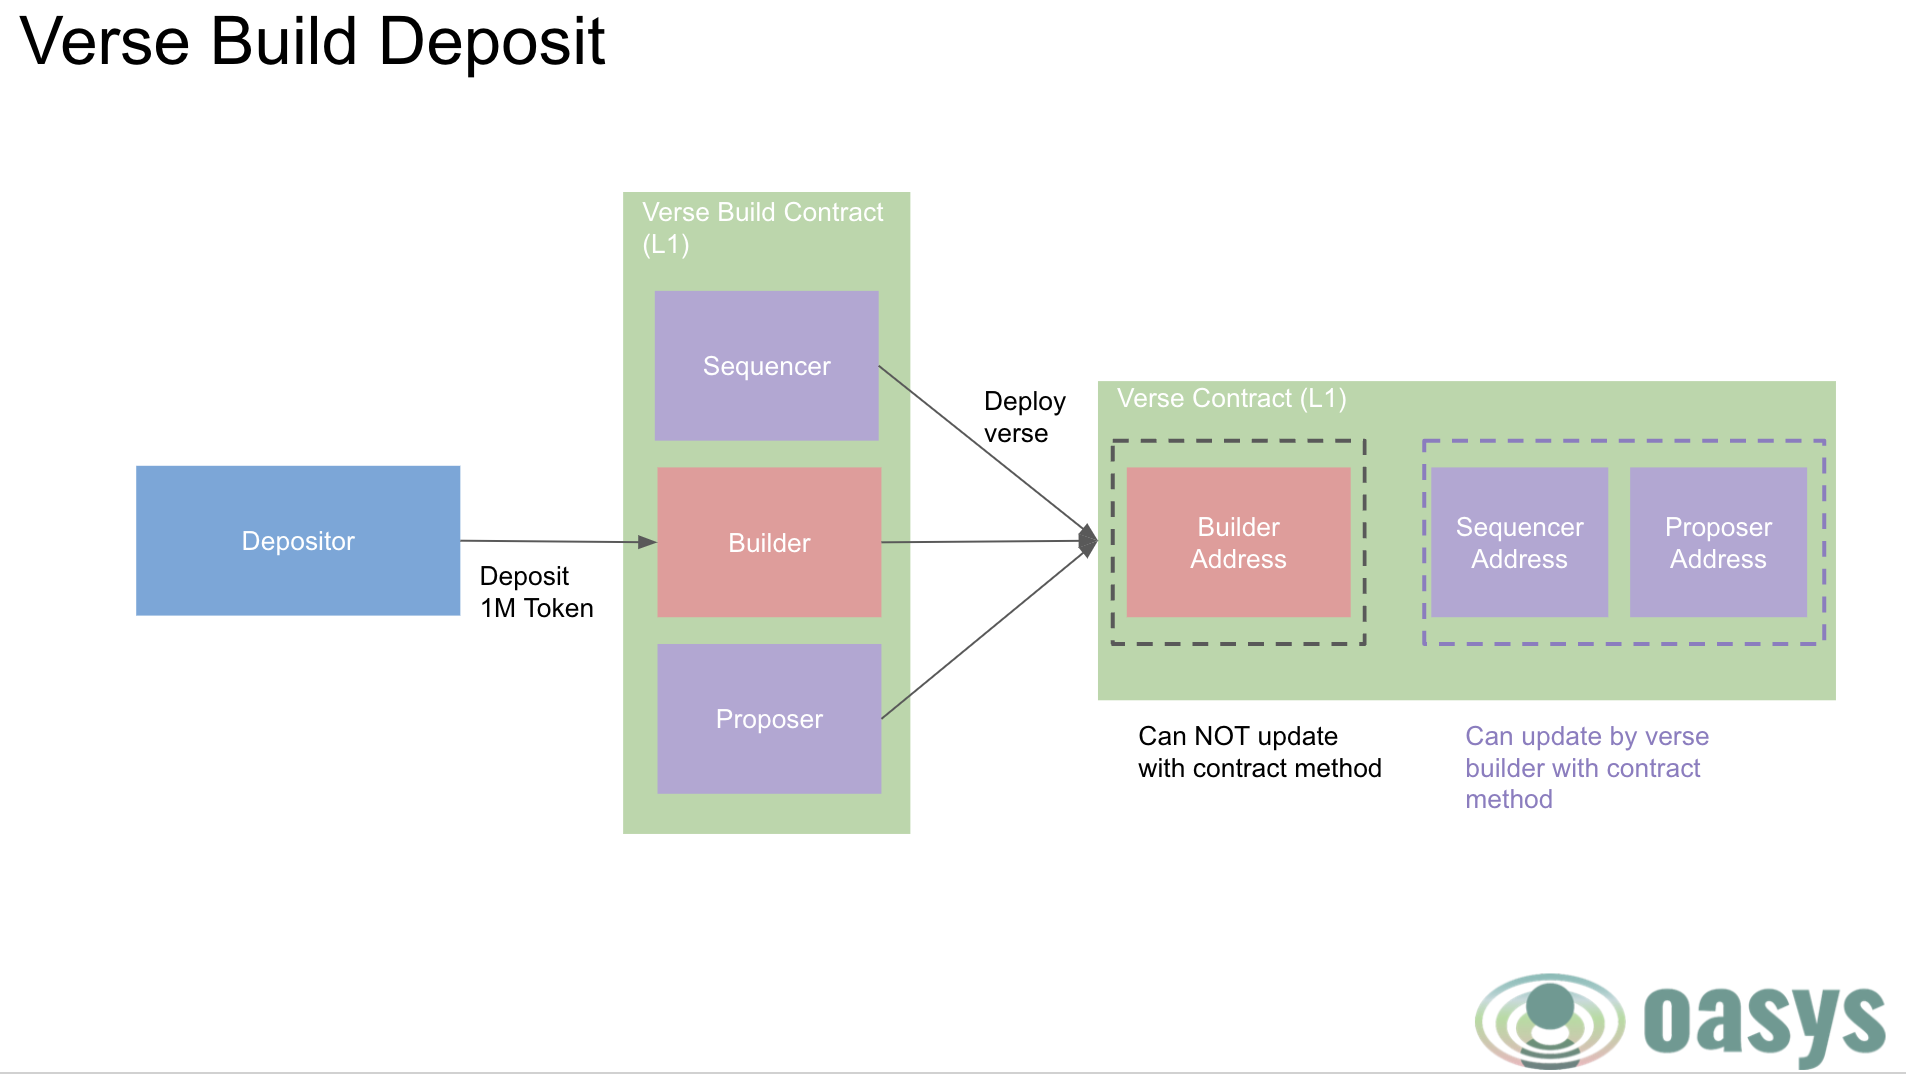 Verse Build Deposit
Verse Build Contract
(L1)
Sequencer
Deploy
verse
Verse Contract (L1)
Depositor
Deposit
1M Token
Builder
Builder
Address
Sequencer
Address
Proposer
Address
Proposer
Can NOT update
with contract method
Can update by verse
builder with contract
method
oasys